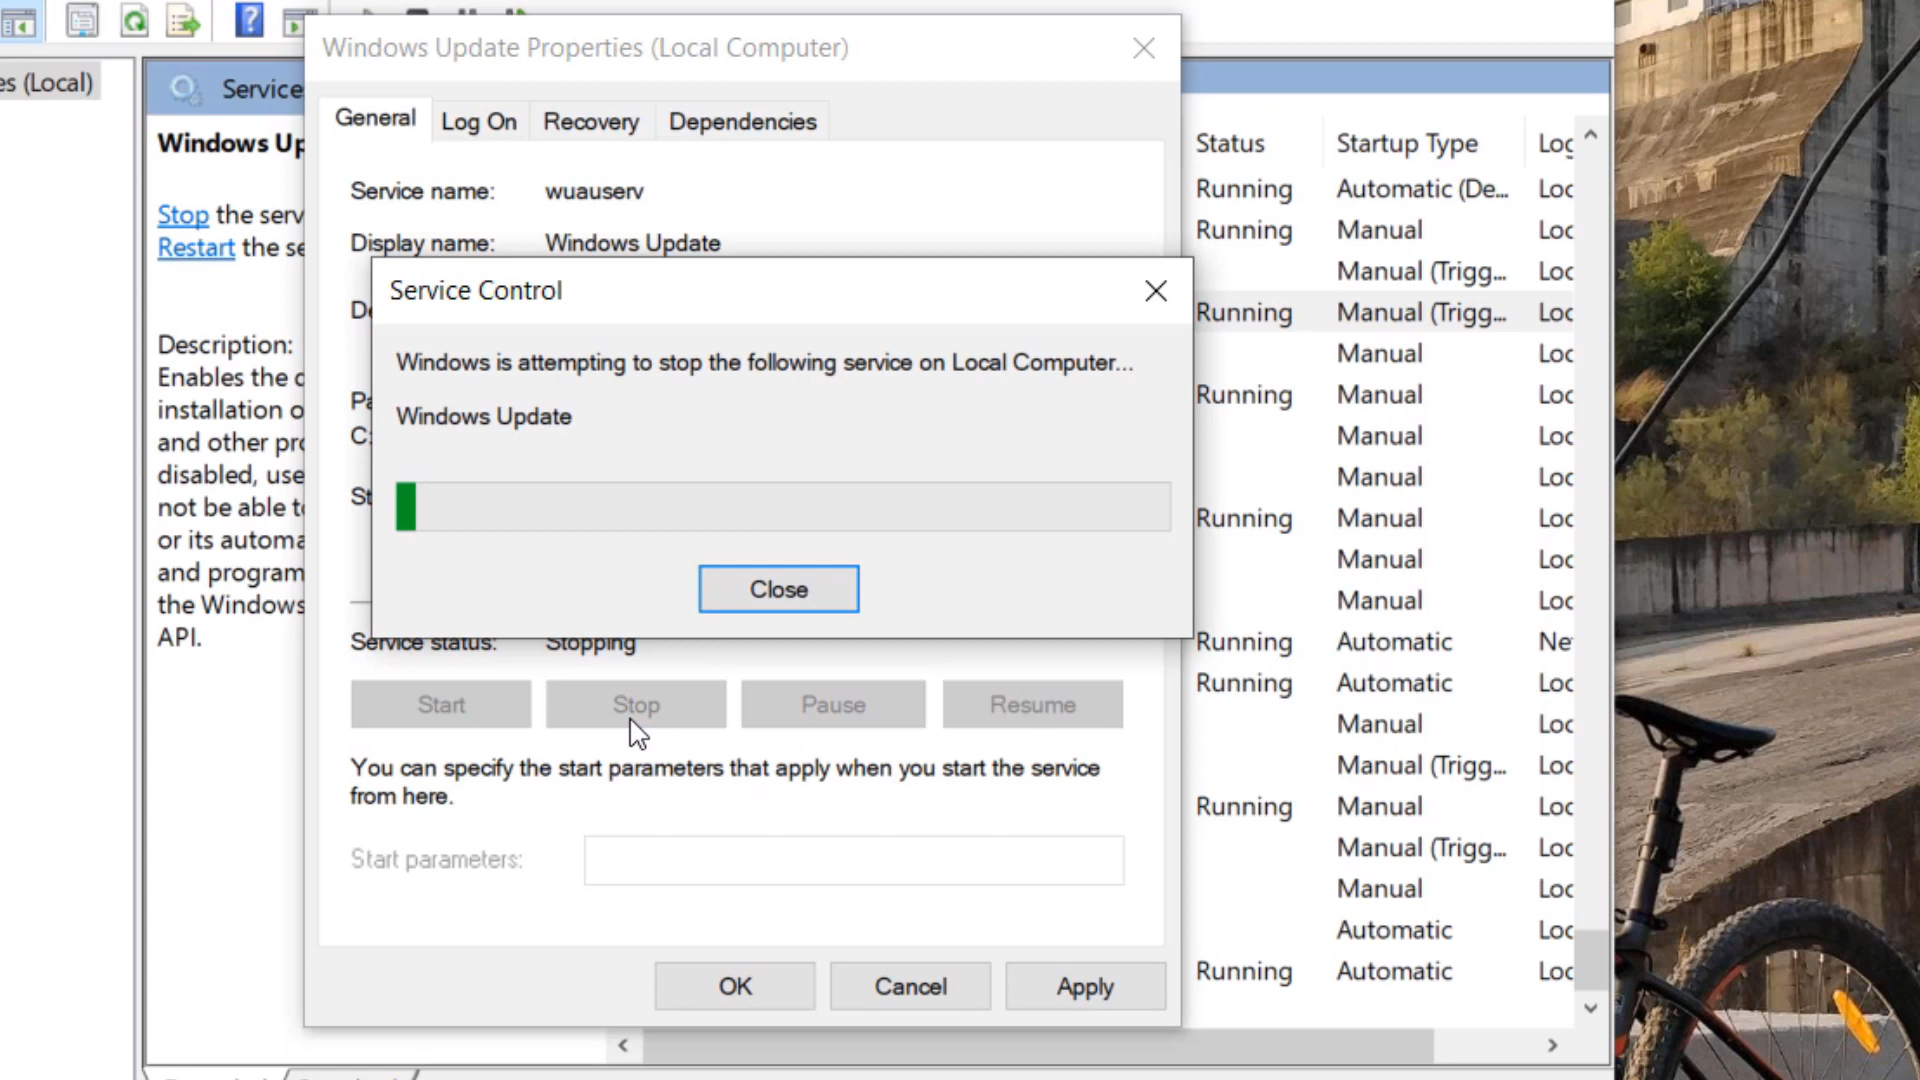 Windows Update Properties (Local Computer)
es (Local)
Service
General
Log On
Recovery
Dependencies
Windows Up
Stop the serv
Restart the se
Description:
Enables the d
installation o
and other pro
disabled, use
not be able to
or its automa
and program
the Windows
API.
Service name: wuauserv
Display name: Windows Update
De
Pa
C:
St
Service Control
Windows is attempting to stop the following service on Local Computer...
Windows Update
Close
Service status: Stopping
Start
Stop
Pause
Resume
You can specify the start parameters that apply when you start the service
from here.
Start parameters:
OK
Cancel
Apply
Status Startup Type Log
Running Automatic (De... Loc
Running Manual Loc
Manual (Trigg... Loc
Running Manual (Trigg... Loc
Manual Loc
Running Manual Loc
Manual Loc
Manual Loc
Running Manual Loc
Manual Loc
Manual Loc
Running Automatic Ne
Running Automatic Loc
Manual Loc
Manual (Trigg... Loc
Running Manual Loc
Manual (Trigg... Loc
Manual Loc
Automatic Loc
Running Automatic Loc